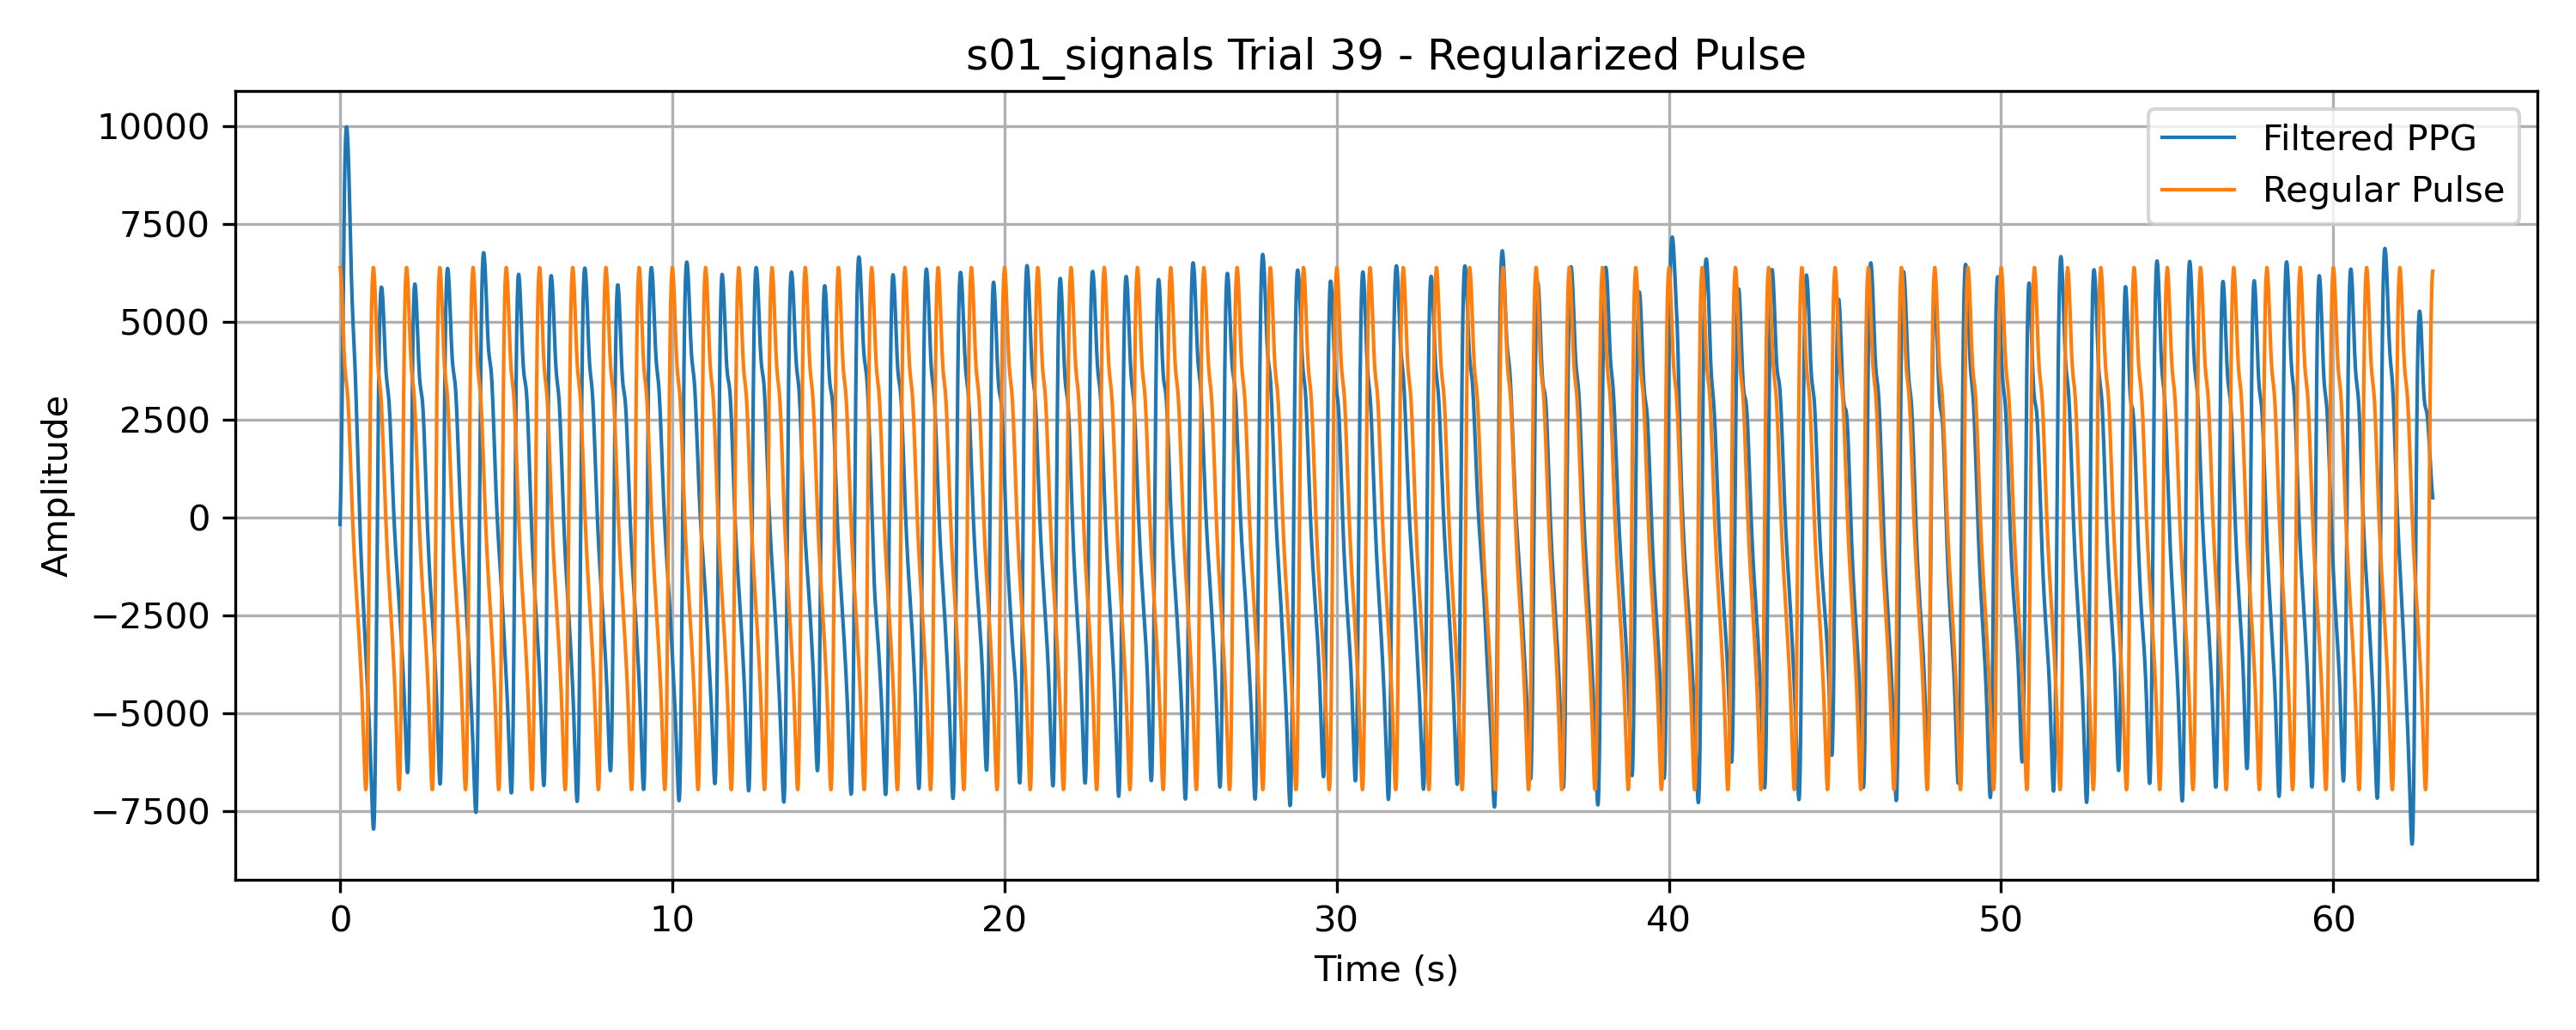 s01_signals Trial 39 - Regularized Pulse
Filtered PPG
Regular Pulse
10000
7500
5000
2500
0
−2500
−5000
−7500
Amplitude
0 10 20 30 40 50 60
Time (s)